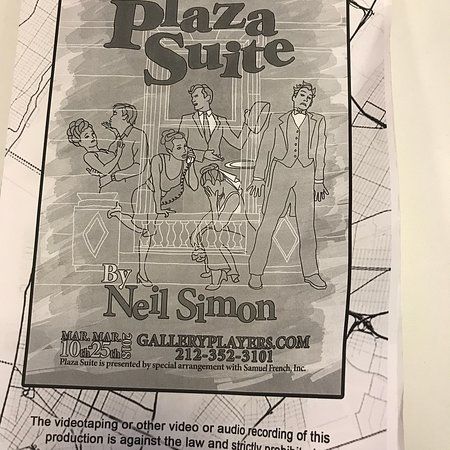 Plaza
Suite
By
Neil Simon
MAR. MAR.
10th 25th
GALLERYPLAYERS.COM
212-352-3101
Plaza Suite is presented by special arrangement with Samuel French, Inc.
The videotaping or other video or audio recording of this
production is against the law and strictly